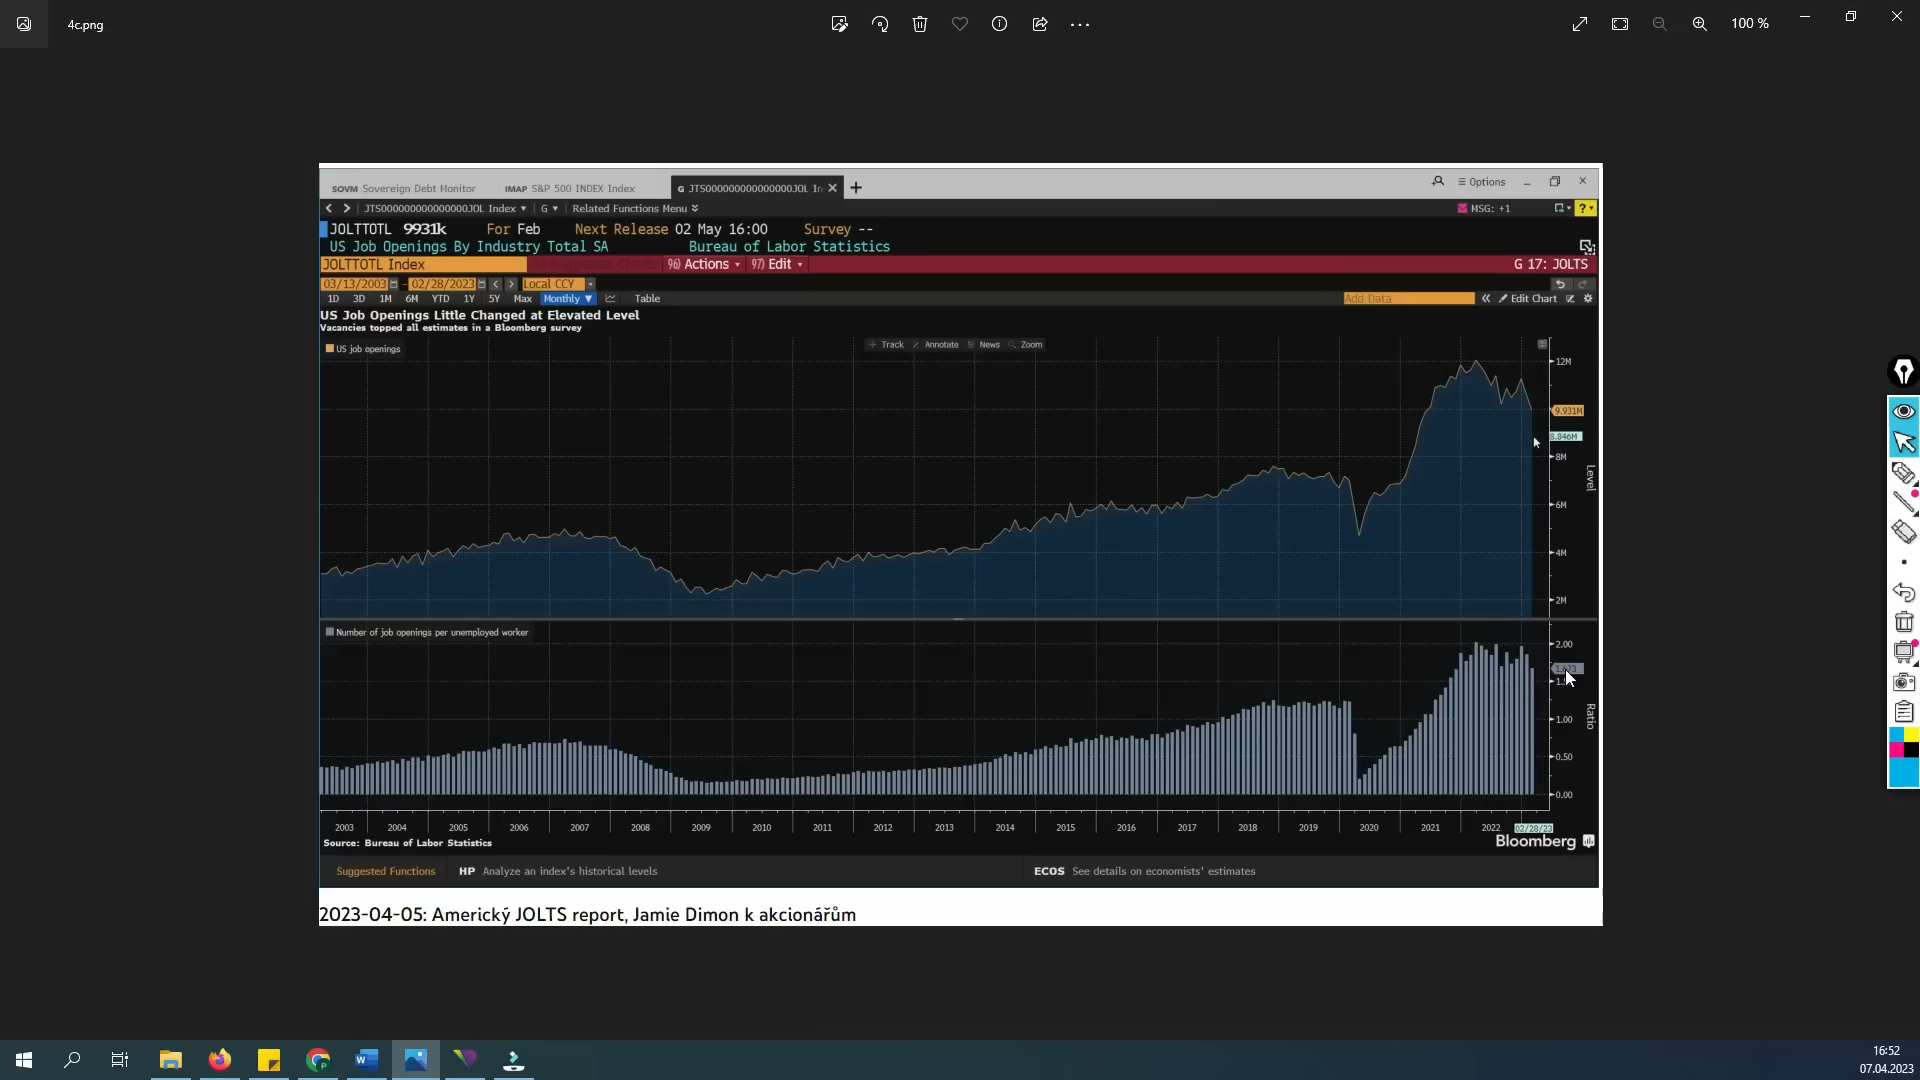 4c.png
100 %
SOVM Sovereign Debt Monitor
IMAP S&P 500 INDEX Index
G JTS000000000000000JOL In
Options
JTS000000000000000JOL Index
G
Related Functions Menu
MSG: +1
?
JOLTTOTL 9931k For Feb Next Release 02 May 16:00 Survey --
US Job Openings By Industry Total SA Bureau of Labor Statistics
JOLTTOTL Index
96) Actions
97) Edit
G 17: JOLTS
03/13/2003 - 02/28/2023
Local CCY
1D 3D 1M 6M YTD 1Y 5Y Max Monthly ▼ Table
Add Data
Edit Chart
US Job Openings Little Changed at Elevated Level
Vacancies topped all estimates in a Bloomberg survey
US job openings
Track Annotate News Zoom
12M
9.931M
8.846M
8M
6M
4M
2M
Level
Number of job openings per unemployed worker
2.00
1.00
0.50
0.00
Ratio
2003 2004 2005 2006 2007 2008 2009 2010 2011 2012 2013 2014 2015 2016 2017 2018 2019 2020 2021 2022 02/28/23
Source: Bureau of Labor Statistics
Bloomberg
Suggested Functions HP Analyze an index's historical levels ECOS See details on economists' estimates
2023-04-05: Americký JOLTS report, Jamie Dimon k akcionářům
16:52
07.04.2023